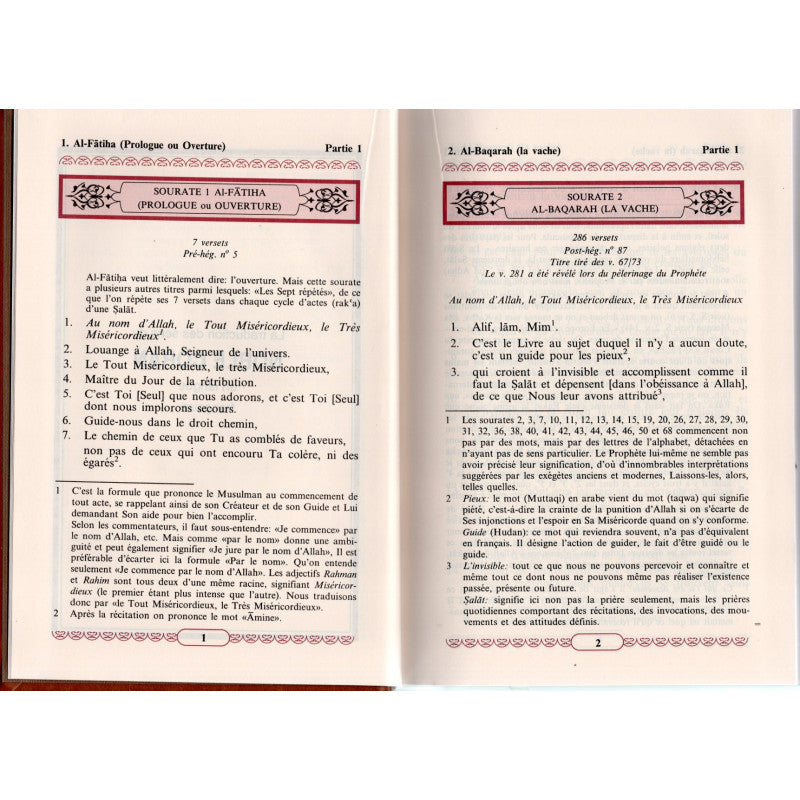 1. Al-Fātiha (Prologue ou Overture) Partie 1
SOURATE 1 Al-FĀTIHA
(PROLOGUE ou OUVERTURE)
7 versets
Pré-hég. nº 5
Al-Fātiḥa veut littéralement dire: l'ouverture. Mais cette sourate
a plusieurs autres titres parmi lesquels: «Les Sept répétés», de ce
que l'on répète ses 7 versets dans chaque cycle d'actes (rak'a)
d'une Ṣalāt.
1. Au nom d'Allah, le Tout Miséricordieux, le Très
Miséricordieux¹.
2. Louange à Allah, Seigneur de l'univers.
3. Le Tout Miséricordieux, le très Miséricordieux,
4. Maître du Jour de la rétribution.
5. C'est Toi [Seul] que nous adorons, et c'est Toi [Seul]
dont nous implorons secours.
6. Guide-nous dans le droit chemin,
7. Le chemin de ceux que Tu as comblés de faveurs,
non pas de ceux qui ont encouru Ta colère, ni des
égarés².
1 C'est la formule que prononce le Musulman au commencement de
tout acte, se rappelant ainsi de son Créateur et de son Guide et Lui
demandant Son aide pour bien l'accomplir.
Selon les commentateurs, il faut sous-entendre: «Je commence» par
le nom d'Allah, etc. Mais comme «par le nom» donne une ambi-
guité et peut également signifier «Je jure par le nom d'Allah», Il est
préférable d'écarter ici la formule «Par le nom». Qu'on entende
seulement «Je commence par le nom d'Allah». Les adjectifs Rahman
et Rahim sont tous deux d'une même racine, signifiant Miséricor-
dieux (le premier étant plus intense que l'autre). Nous traduisons
donc par «le Tout Miséricordieux, le Très Miséricordieux».
2 Après la récitation on prononce le mot «Āmine».
1
2. Al-Baqarah (la vache) Partie 1
SOURATE 2
AL-BAQARAH (LA VACHE)
286 versets
Post-hég. nº 87
Titre tiré des v. 67/73
Le v. 281 a été révélé lors du pèlerinage du Prophète
Au nom d'Allah, le Tout Miséricordieux, le Très Miséricordieux
1. Alif, lām, Mim¹.
2. C'est le Livre au sujet duquel il n'y a aucun doute,
c'est un guide pour les pieux²,
3. qui croient à l'invisible et accomplissent comme il
faut la Ṣalāt et dépensent [dans l'obéissance à Allah],
de ce que Nous leur avons attribué³,
1 Les sourates 2, 3, 7, 10, 11, 12, 13, 14, 15, 19, 20, 26, 27, 28, 29, 30,
31, 32, 36, 38, 40, 41, 42, 43, 44, 45, 46, 50 et 68 commencent non
pas par des mots, mais par des lettres de l'alphabet, détachées en
n'ayant pas de sens particulier. Le Prophète lui-même ne semble pas
avoir précisé leur signification, d'où d'innombrables interprétations
suggérées par les exégètes anciens et modernes, Laissons-les, alors,
telles quelles.
2 Pieux: le mot (Muttaqi) en arabe vient du mot (taqwa) qui signifie
piété, c'est-à-dire la crainte de la punition d'Allah si on s'écarte de
Ses injonctions et l'espoir en Sa Miséricorde quand on s'y conforme.
Guide (Hudan): ce mot qui reviendra souvent, n'a pas d'équivalent
en français. Il désigne l'action de guider, le fait d'être guidé ou le
guide.
3 L'invisible: tout ce que nous ne pouvons percevoir et connaître et
même tout ce dont nous ne pouvons même pas réaliser l'existence
passée, présente ou future.
Ṣalāt: signifie ici non pas la prière seulement, mais les prières
quotidiennes comportant des récitations, des invocations, des mou-
vements et des attitudes définis.
2